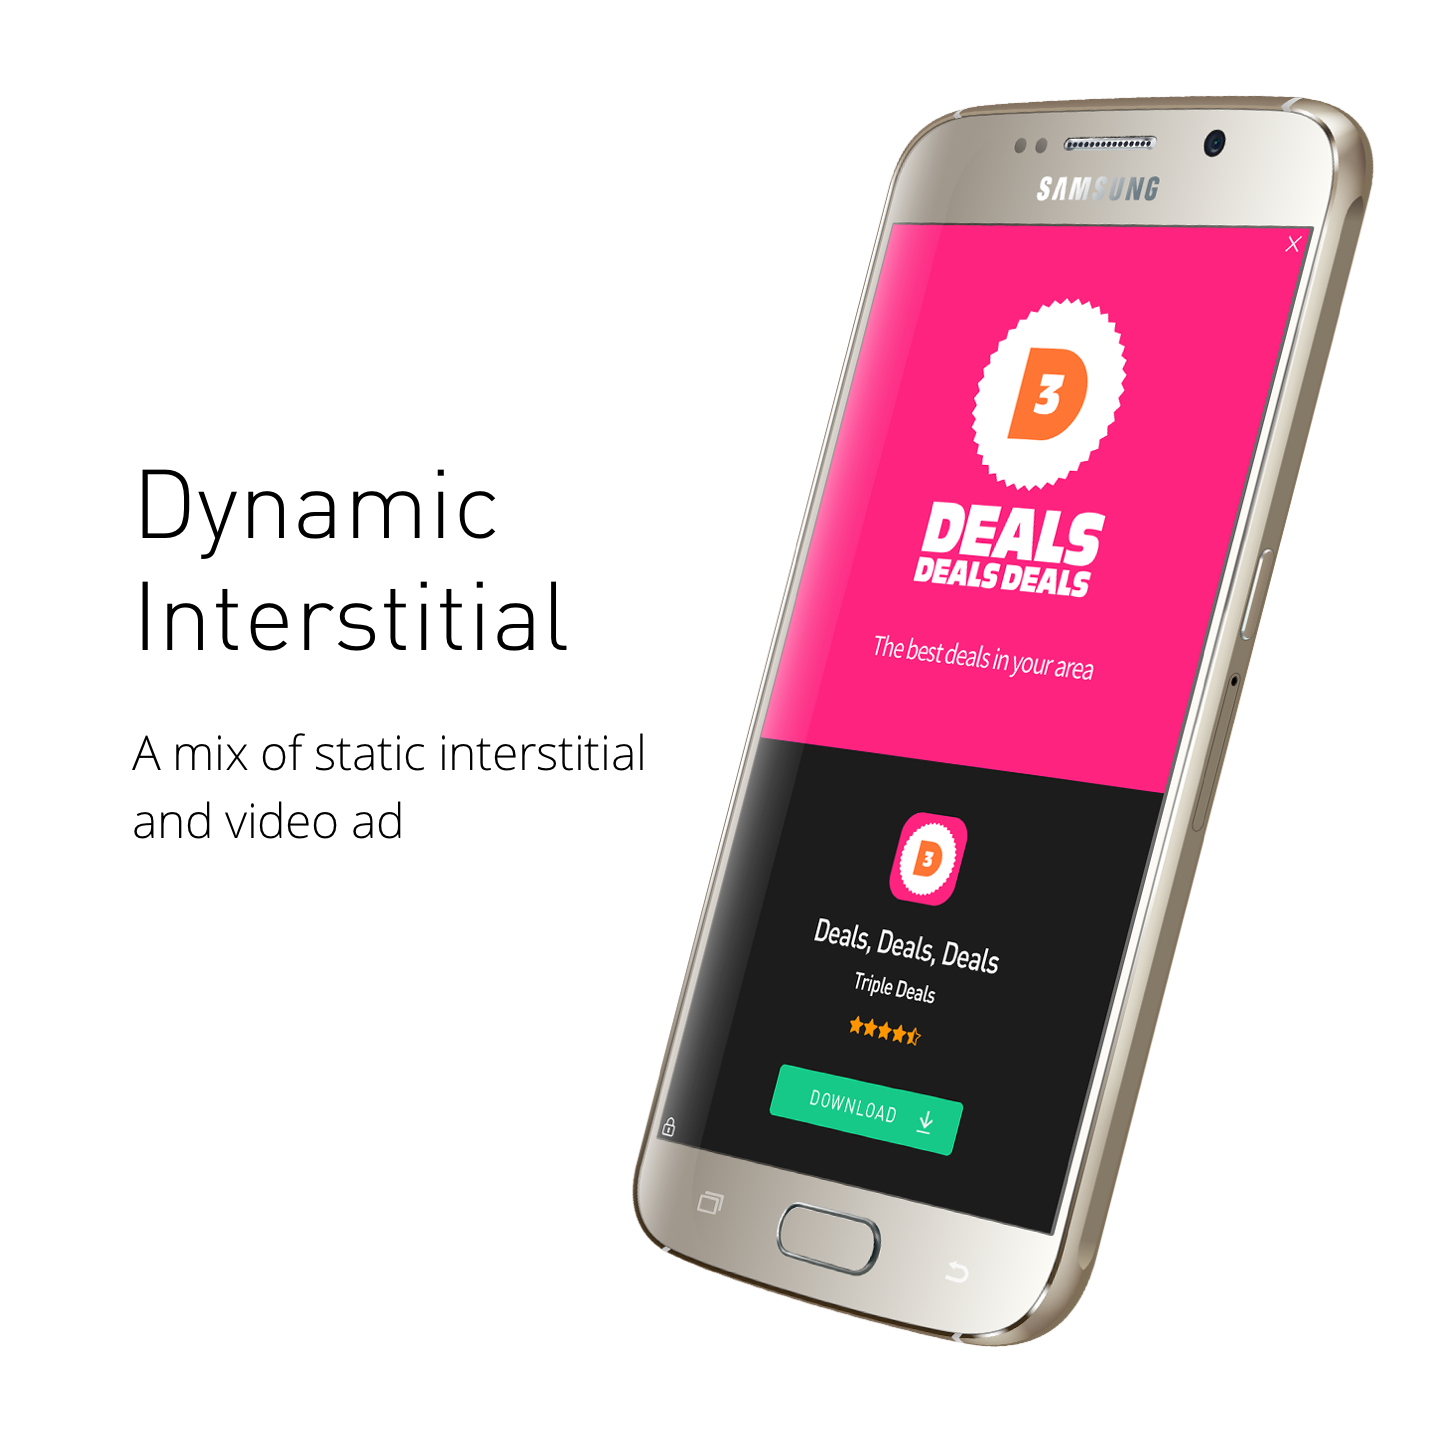 Dynamic
Interstitial
A mix of static interstitial
and video ad
SAMSUNG
D
3
DEALS
DEALS DEALS
The best deals in your area
D
3
Deals, Deals, Deals
Triple Deals
DOWNLOAD